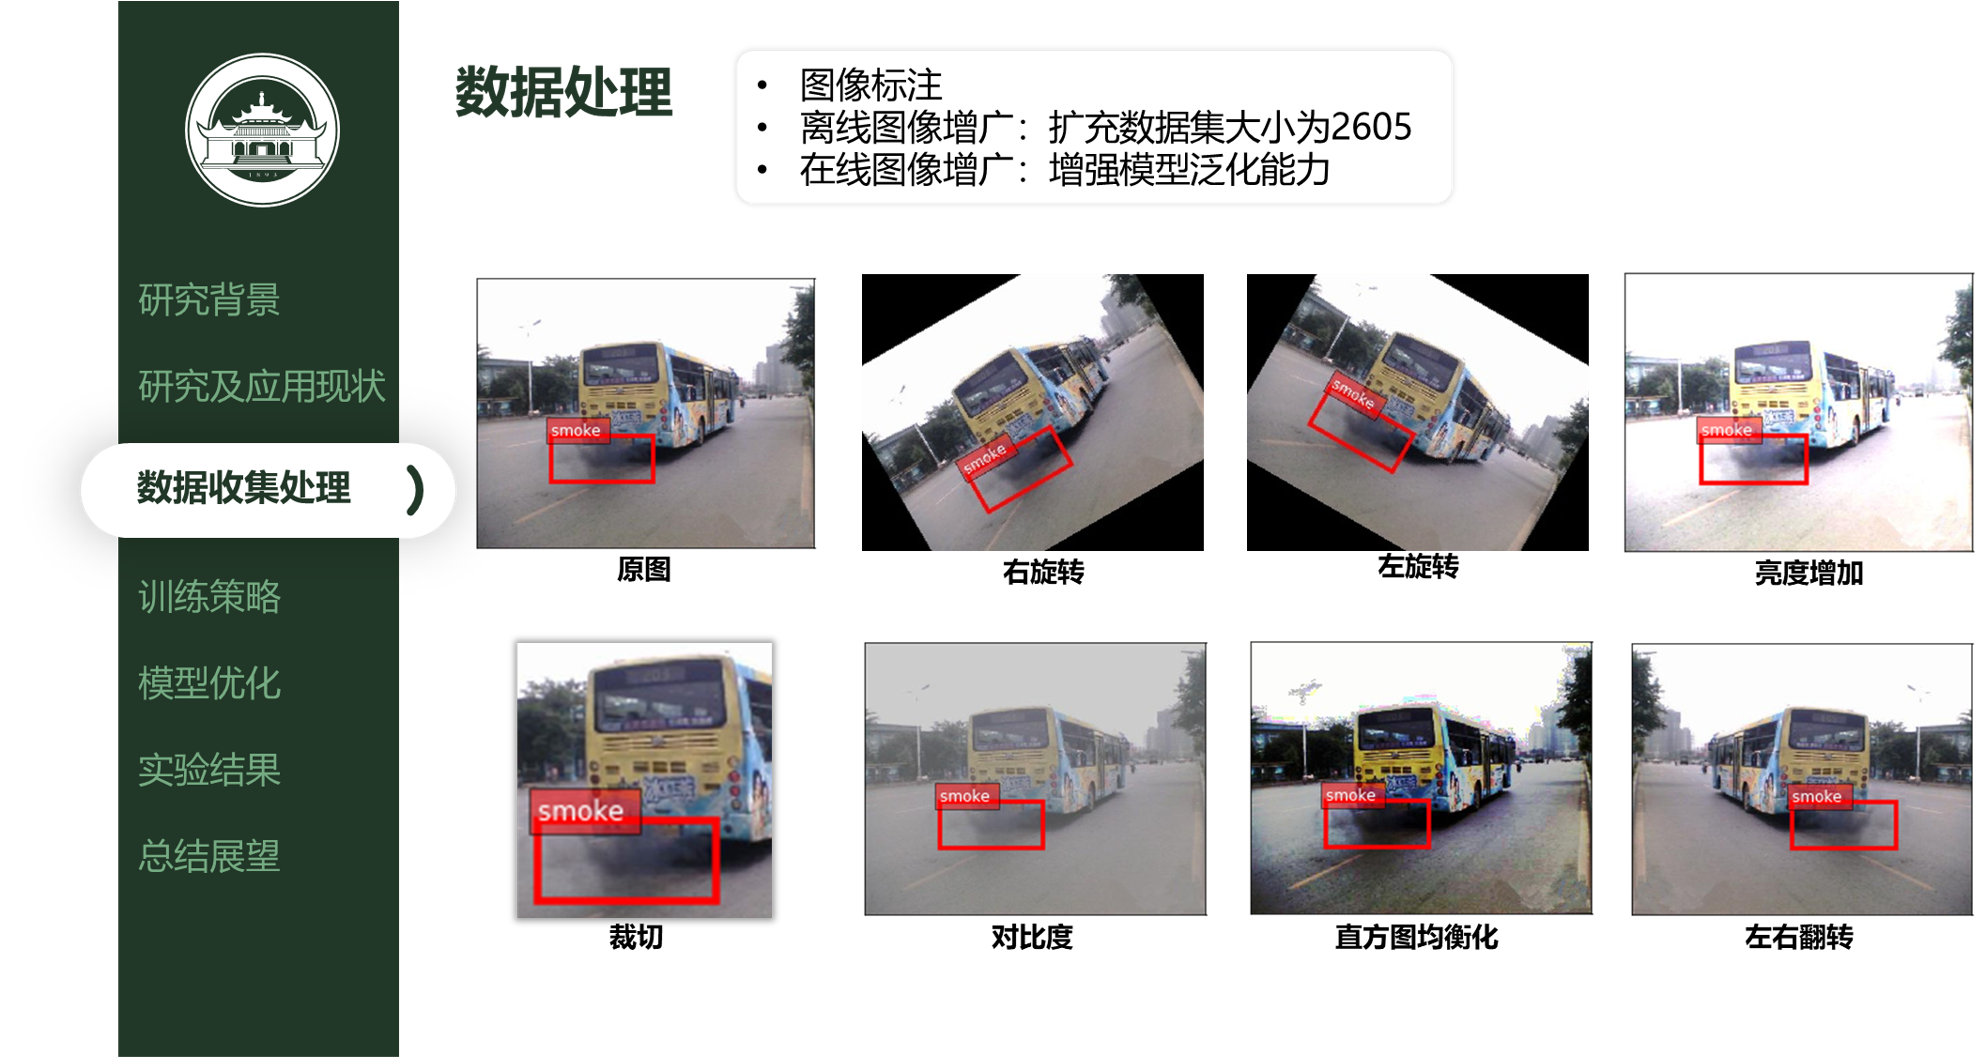 1893
研究背景
研究及应用现状
数据收集处理
训练策略
模型优化
实验结果
总结展望
数据处理
• 图像标注
• 离线图像增广：扩充数据集大小为2605
• 在线图像增广：增强模型泛化能力
smoke
smoke
smoke
smoke
原图
右旋转
左旋转
亮度增加
203
smoke
smoke
smoke
smoke
裁切
对比度
直方图均衡化
左右翻转